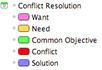 Conflict Resolution
Want
Need
Common Objective
Conflict
Solution